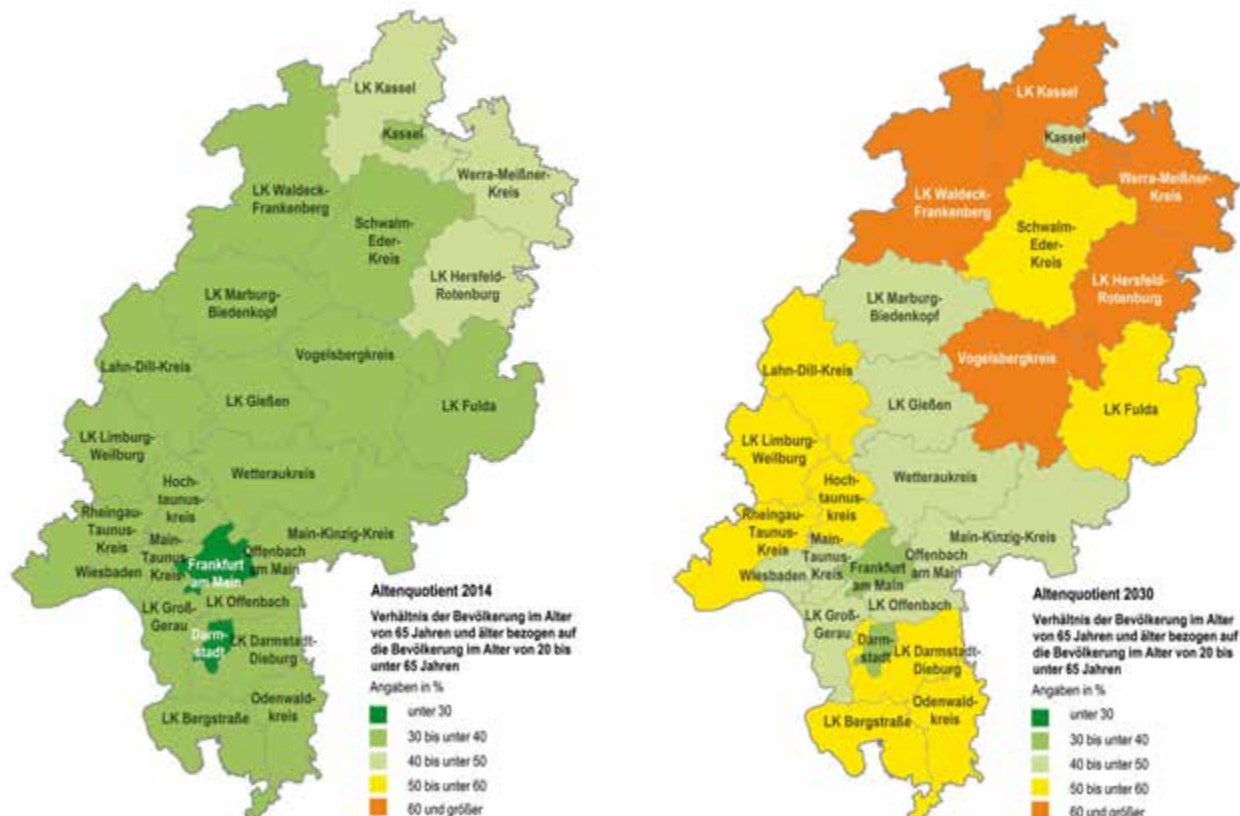 LK Kassel
Kassel
Werra-Meißner-
Kreis
LK Waldeck-
Frankenberg
Schwalm-
Eder-
Kreis
LK Hersfeld-
Rotenburg
LK Marburg-
Biedenkopf
Vogelsbergkreis
Lahn-Dill-Kreis
LK Gießen
LK Fulda
LK Limburg-
Weilburg
Wetteraukreis
Hoch-
taunus-
kreis
Rheingau-
Taunus-
Kreis
Main-
Taunus-
Kreis
Main-Kinzig-Kreis
Wiesbaden
Frankfurt
am Main
Offenbach
am Main
LK Groß-
Gerau
LK Offenbach
Darm-
stadt
LK Darmstadt-
Dieburg
Odenwald-
kreis
LK Bergstraße
Altenquotient 2014
Verhältnis der Bevölkerung im Alter
von 65 Jahren und älter bezogen auf
die Bevölkerung im Alter von 20 bis
unter 65 Jahren
Angaben in %
unter 30
30 bis unter 40
40 bis unter 50
50 bis unter 60
60 und größer
LK Kassel
Kassel
Werra-Meißner-
Kreis
LK Waldeck-
Frankenberg
Schwalm-
Eder-
Kreis
LK Hersfeld-
Rotenburg
LK Marburg-
Biedenkopf
Vogelsbergkreis
Lahn-Dill-Kreis
LK Gießen
LK Fulda
LK Limburg-
Weilburg
Wetteraukreis
Hoch-
taunus-
kreis
Rheingau-
Taunus-
Kreis
Main-
Taunus-
Kreis
Main-Kinzig-Kreis
Wiesbaden
Frankfurt
am Main
Offenbach
am Main
LK Groß-
Gerau
LK Offenbach
Darm-
stadt
LK Darmstadt-
Dieburg
Odenwald-
kreis
LK Bergstraße
Altenquotient 2030
Verhältnis der Bevölkerung im Alter
von 65 Jahren und älter bezogen auf
die Bevölkerung im Alter von 20 bis
unter 65 Jahren
Angaben in %
unter 30
30 bis unter 40
40 bis unter 50
50 bis unter 60
60 und größer